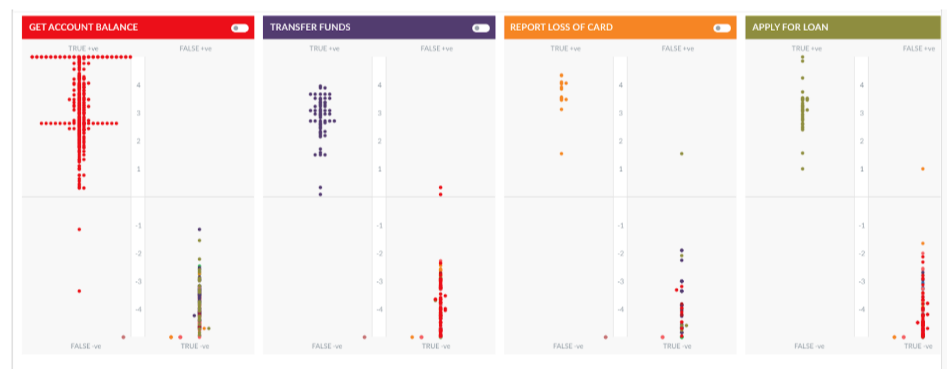 GET ACCOUNT BALANCE TRANSFER FUNDS REPORT LOSS OF CARD APPLY FOR LOAN
TRUE +ve FALSE +ve TRUE +ve FALSE +ve TRUE +ve FALSE +ve TRUE +ve FALSE +ve
4 4 4 4
3 3 3 3
2 2 2 2
1 1 1 1
-1 -1 -1 -1
-2 -2 -2 -2
-3 -3 -3 -3
-4 -4 -4 -4
FALSE -ve TRUE -ve FALSE -ve TRUE -ve FALSE -ve TRUE -ve FALSE -ve TRUE -ve